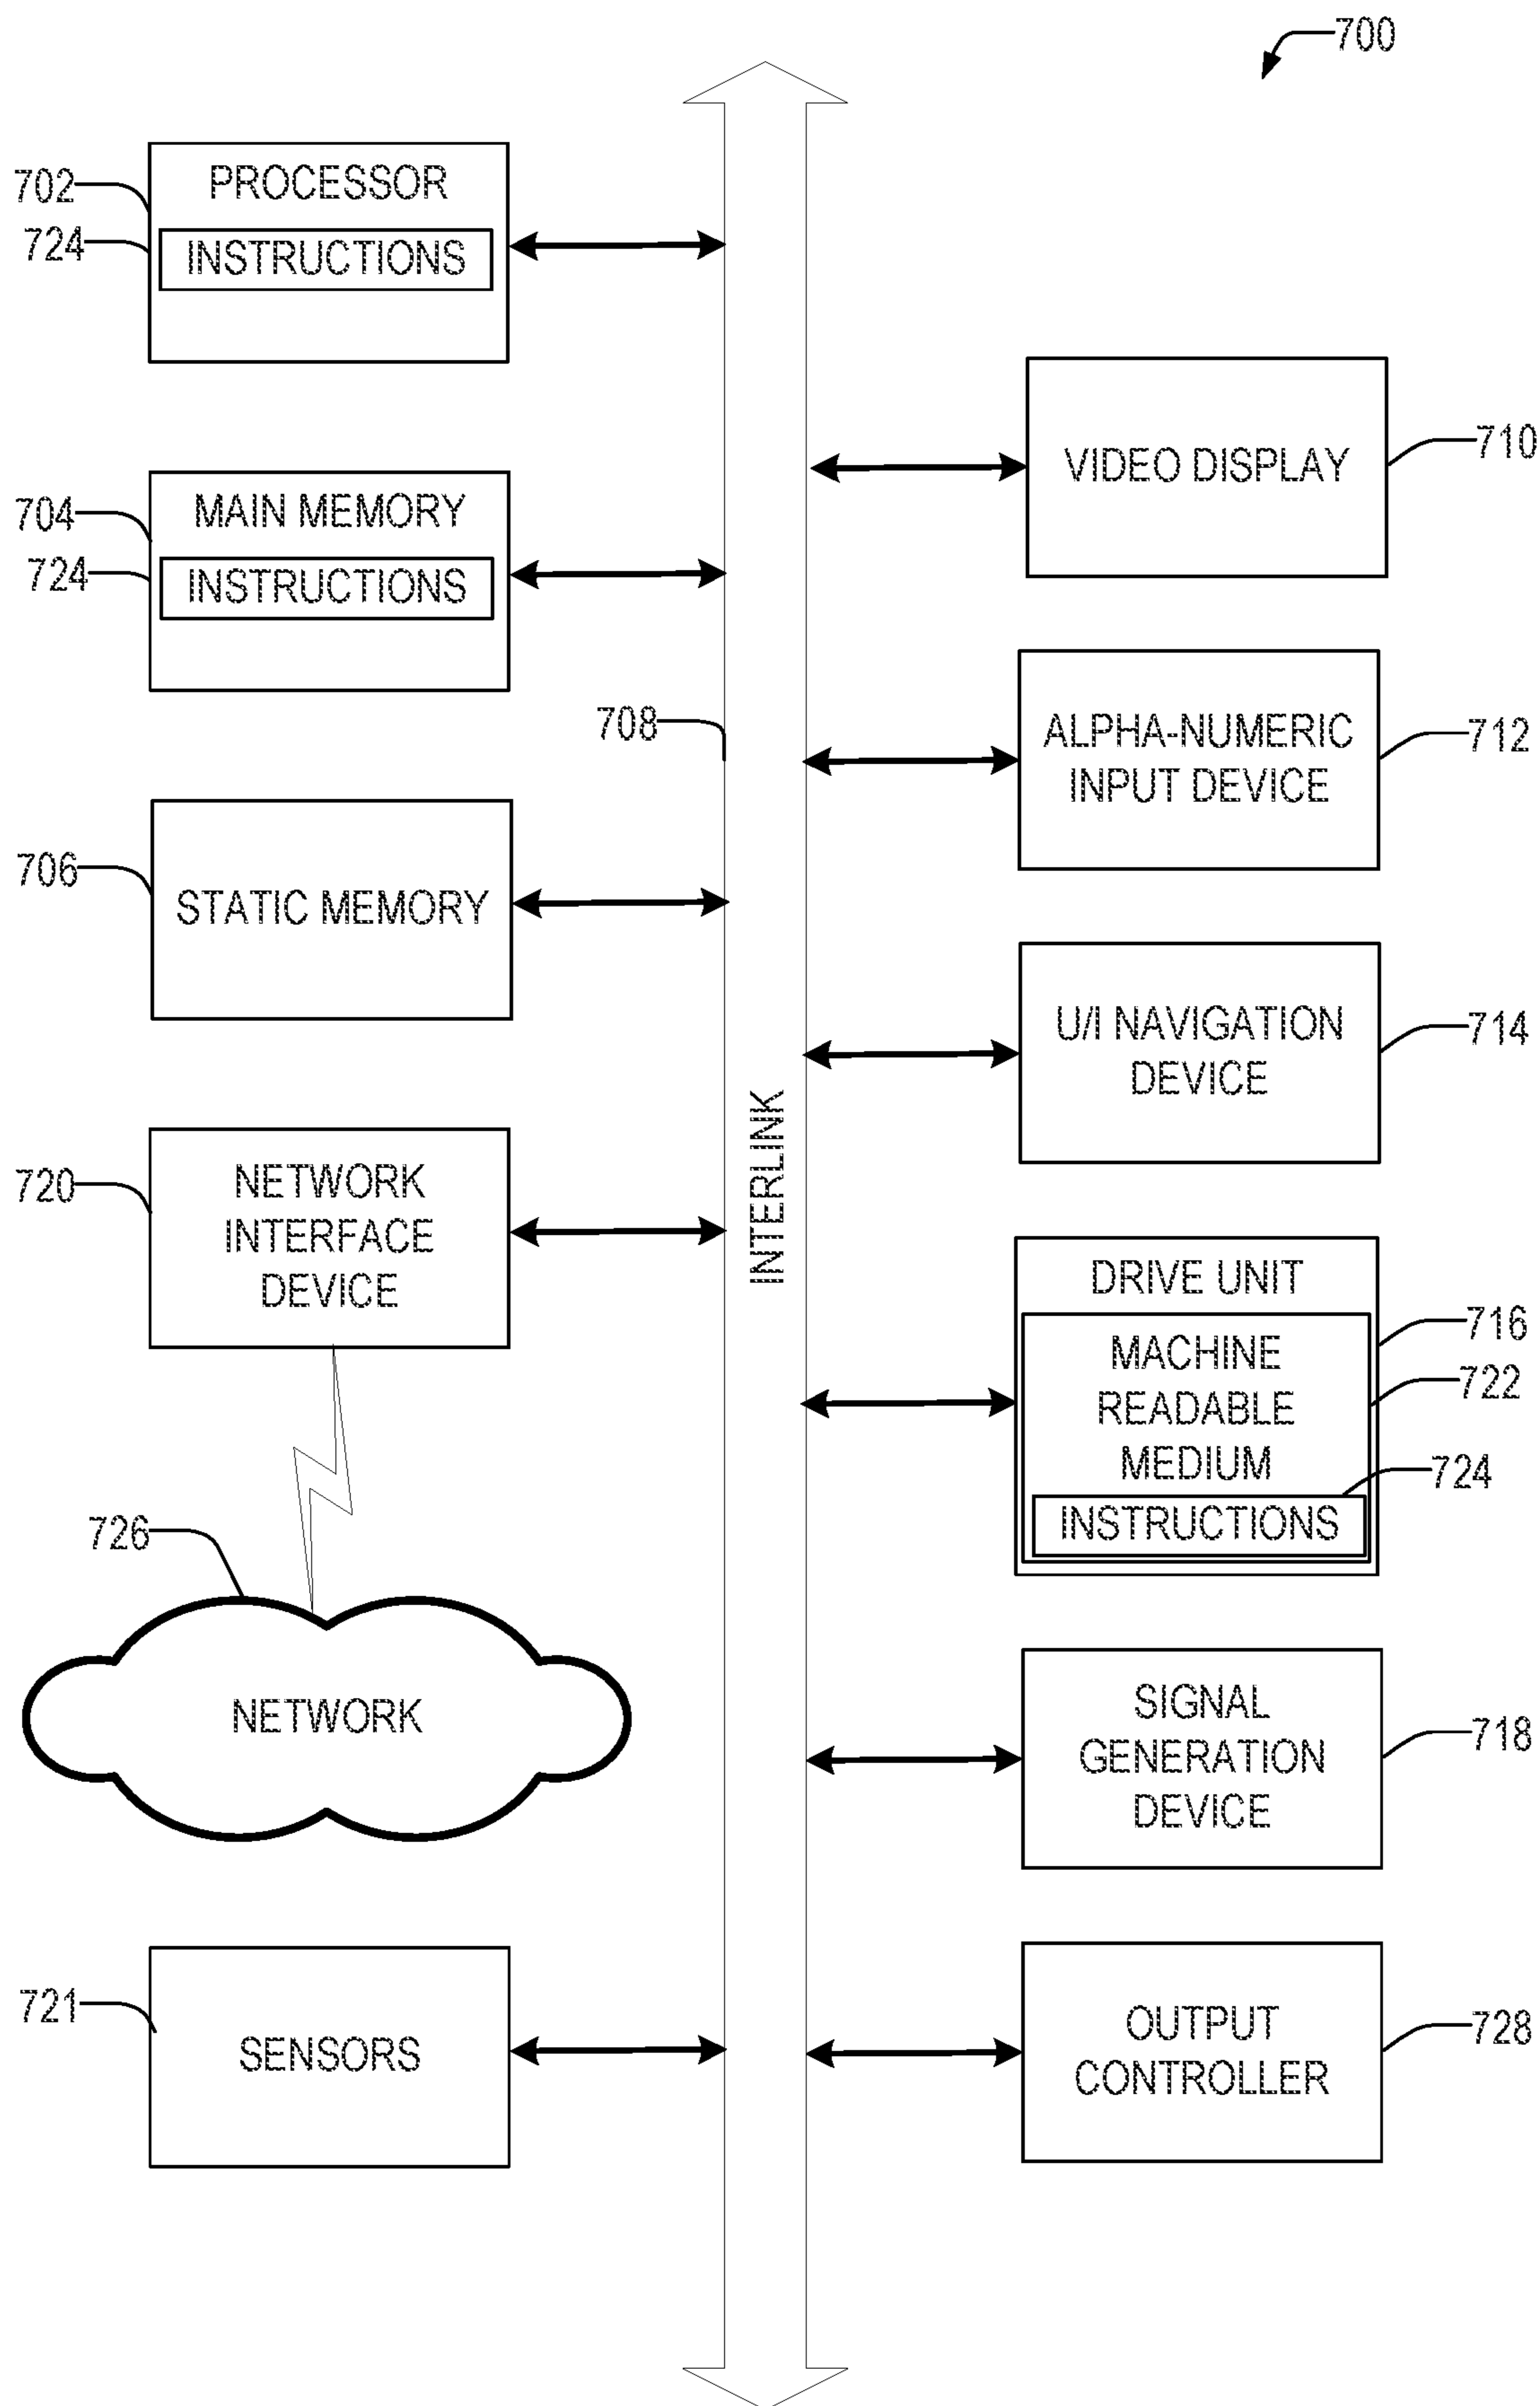 700
PROCESSOR
702
724
INSTRUCTIONS
MAIN MEMORY
704
724
INSTRUCTIONS
708
706
STATIC MEMORY
720
NETWORK
INTERFACE
DEVICE
726
NETWORK
721
SENSORS
INTERLINK
VIDEO DISPLAY
710
ALPHA-NUMERIC
INPUT DEVICE
712
U/I NAVIGATION
DEVICE
714
DRIVE UNIT
716
MACHINE
READABLE
MEDIUM
722
724
INSTRUCTIONS
SIGNAL
GENERATION
DEVICE
718
OUTPUT
CONTROLLER
728